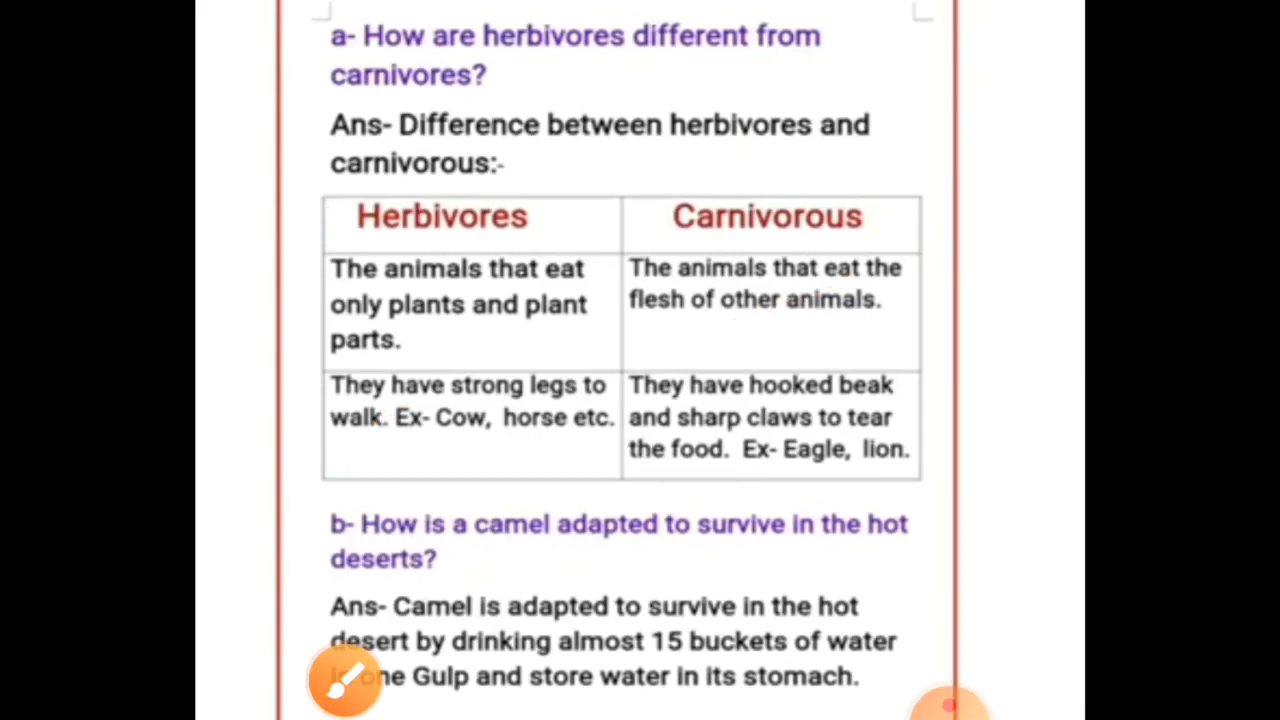 a- How are herbivores different from
carnivores?
Ans- Difference between herbivores and
carnivorous:-
Herbivores
Carnivorous
The animals that eat
only plants and plant
parts.
The animals that eat the
flesh of other animals.
They have strong legs to
walk. Ex- Cow, horse etc.
They have hooked beak
and sharp claws to tear
the food. Ex- Eagle, lion.
b- How is a camel adapted to survive in the hot
deserts?
Ans- Camel is adapted to survive in the hot
desert by drinking almost 15 buckets of water
in one Gulp and store water in its stomach.